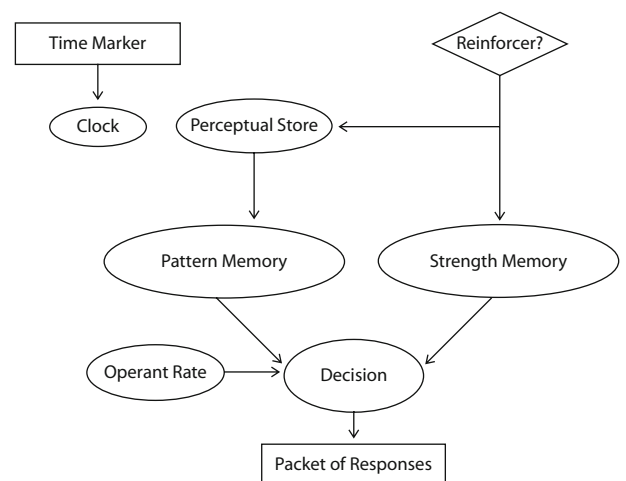 Time Marker
Reinforcer?
Clock
Perceptual Store
Pattern Memory
Strength Memory
Operant Rate
Decision
Packet of Responses